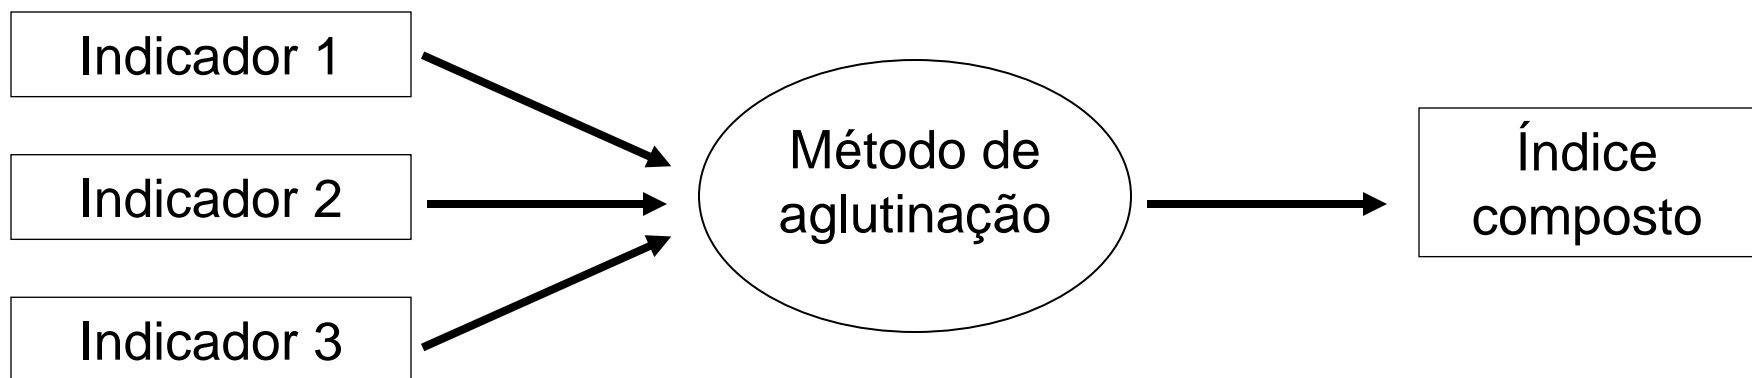 Indicador 1
Indicador 2
Indicador 3
Método de
aglutinação
Índice
composto